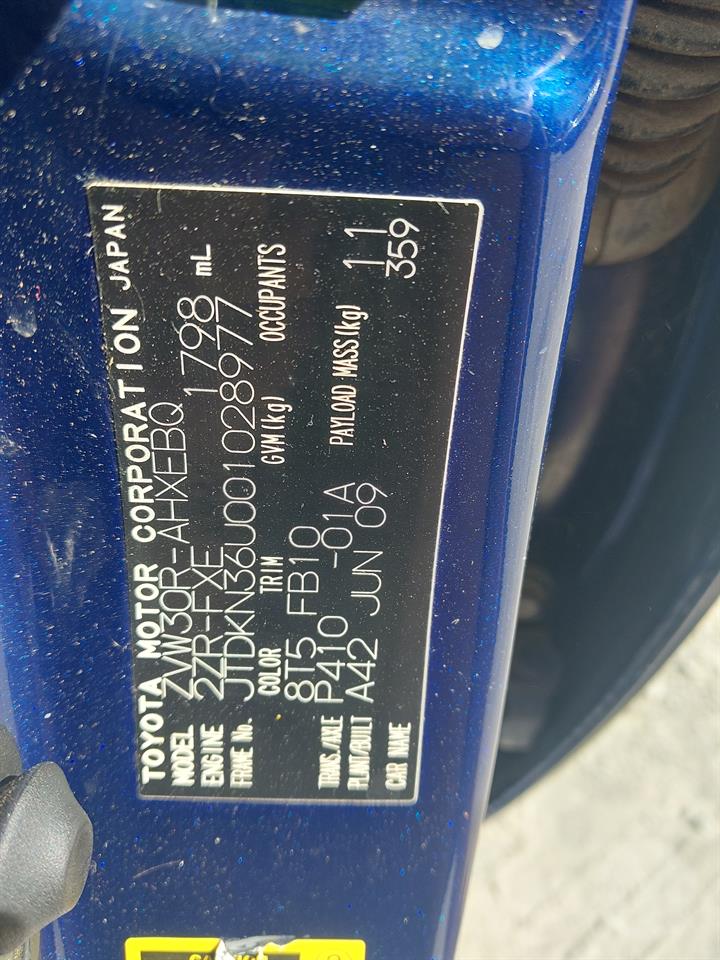 TOYOTA MOTOR CORPORATION JAPAN
MODEL ZVW30R-AHXEBQ
ENGINE 2ZR-FXE 1798 mL
FRAME No. JTDKN36U001028977
COLOR TRIM GVM(kg) OCCUPANTS
8T5 FB10
TRANS./AXLE P410 -01A PAYLOAD MASS(kg) 11
PLANT/BUILT A42 JUN 09 359
CAR NAME